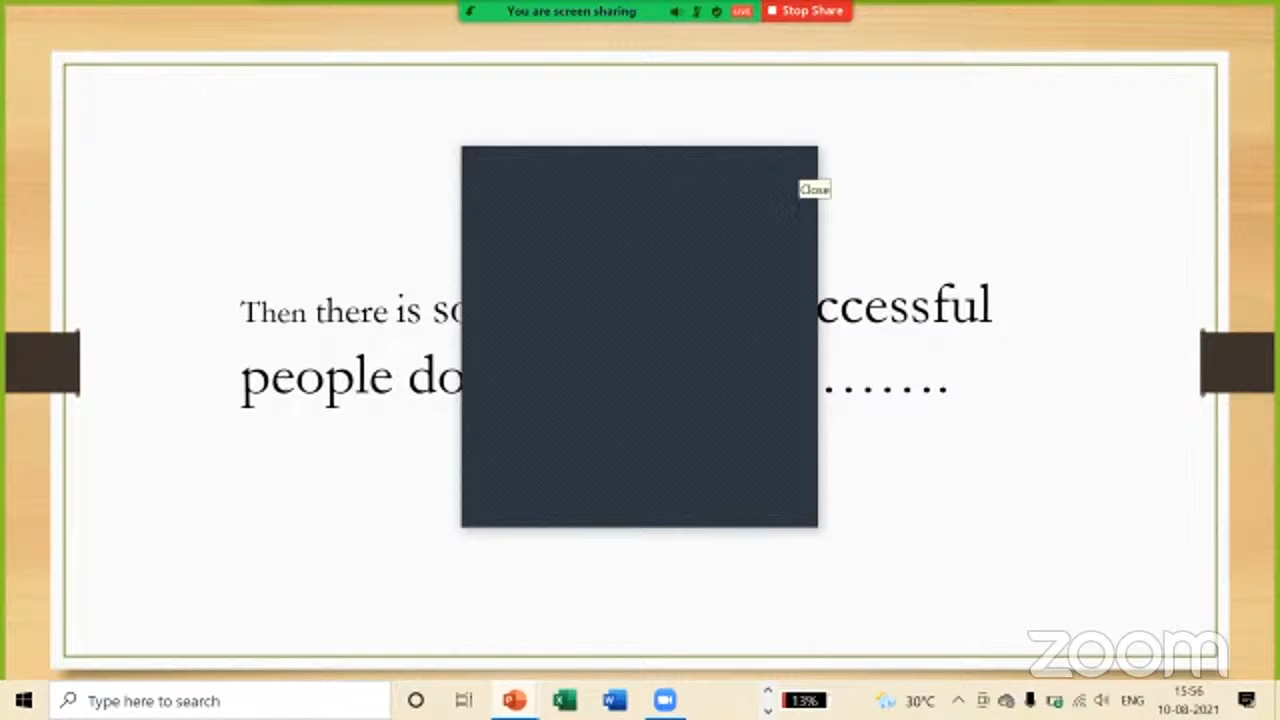 You are screen sharing LIVE Stop Share
Close
Then there is so ccessful
people do .......
zoom
Type here to search 13% 30°C ENG 15:56
10-08-2021